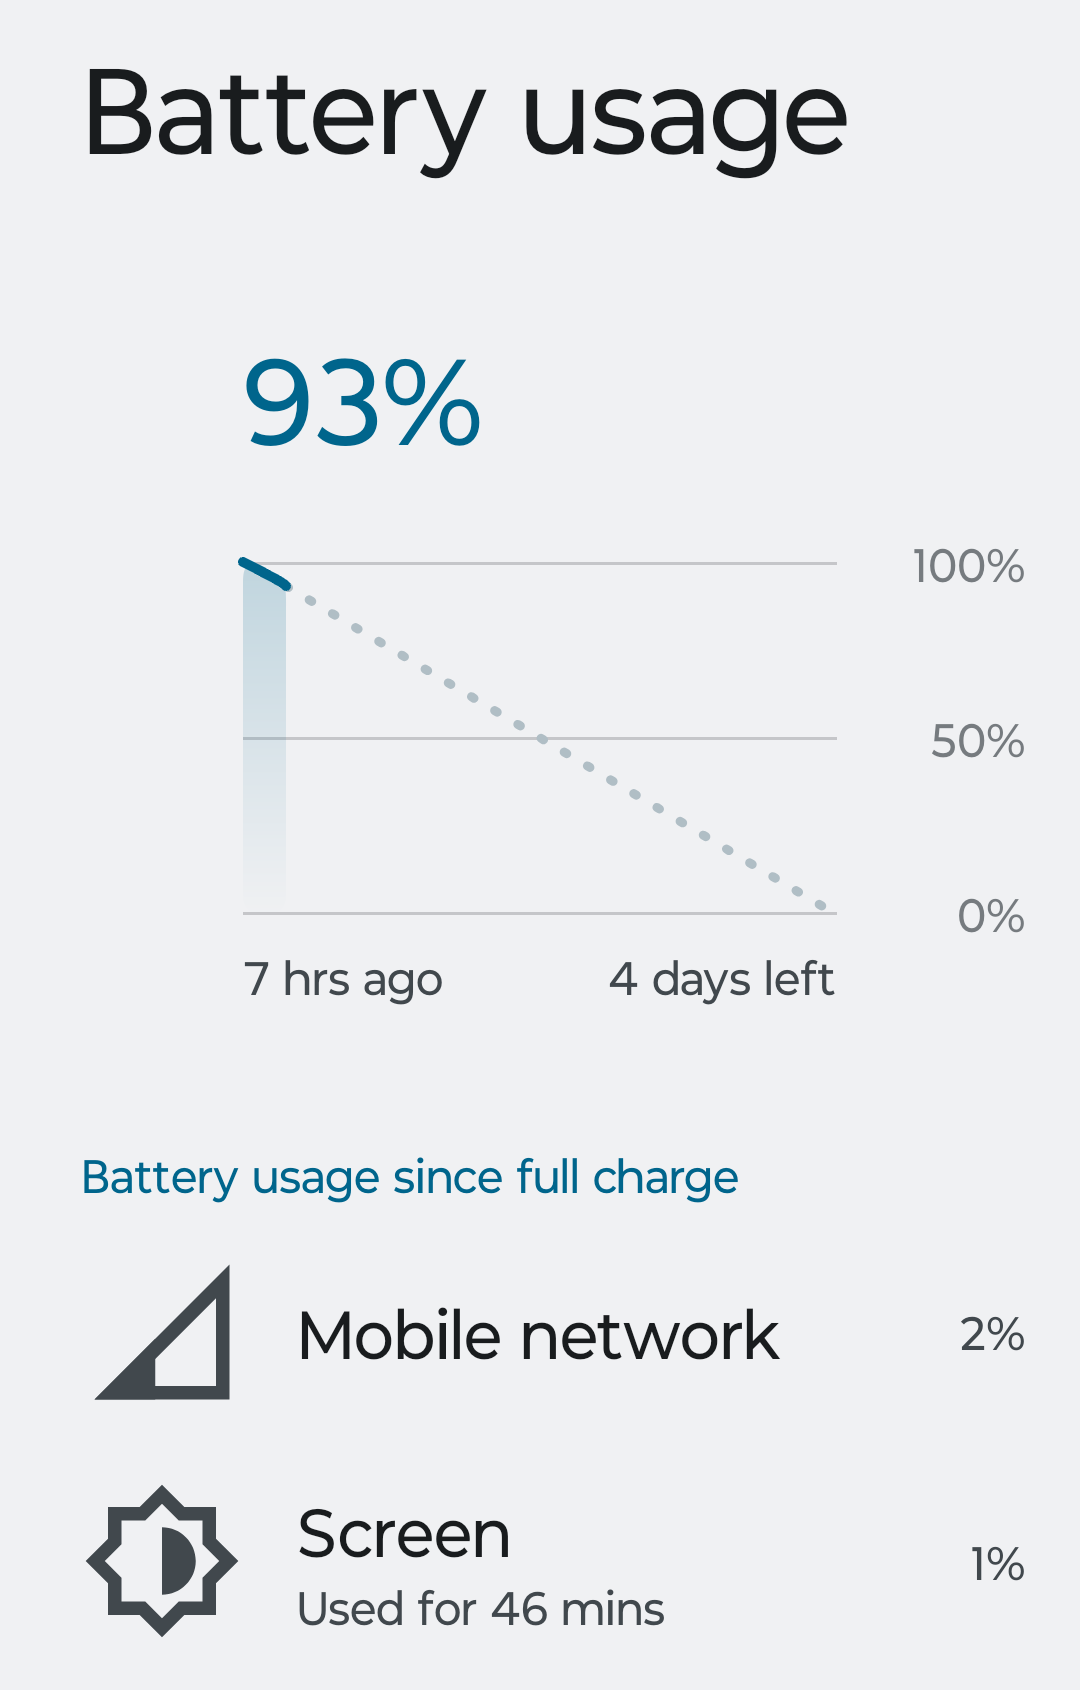 Battery usage
93%
100%
50%
0%
7 hrs ago 4 days left
Battery usage since full charge
Mobile network 2%
Screen
Used for 46 mins 1%